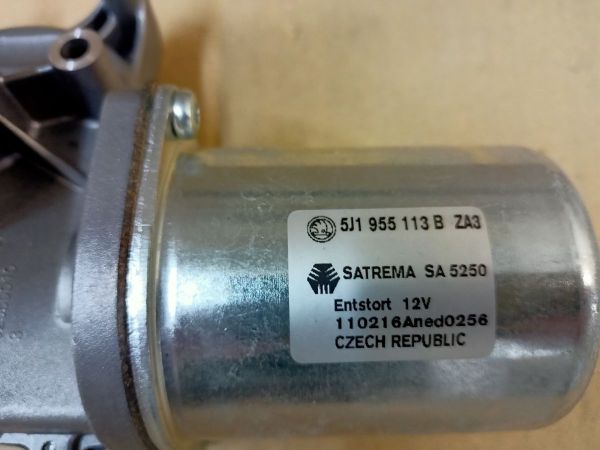 5J1 955 113 B ZA3
SATREMA SA 5250
Entstort 12V
110216Aned0256
CZECH REPUBLIC